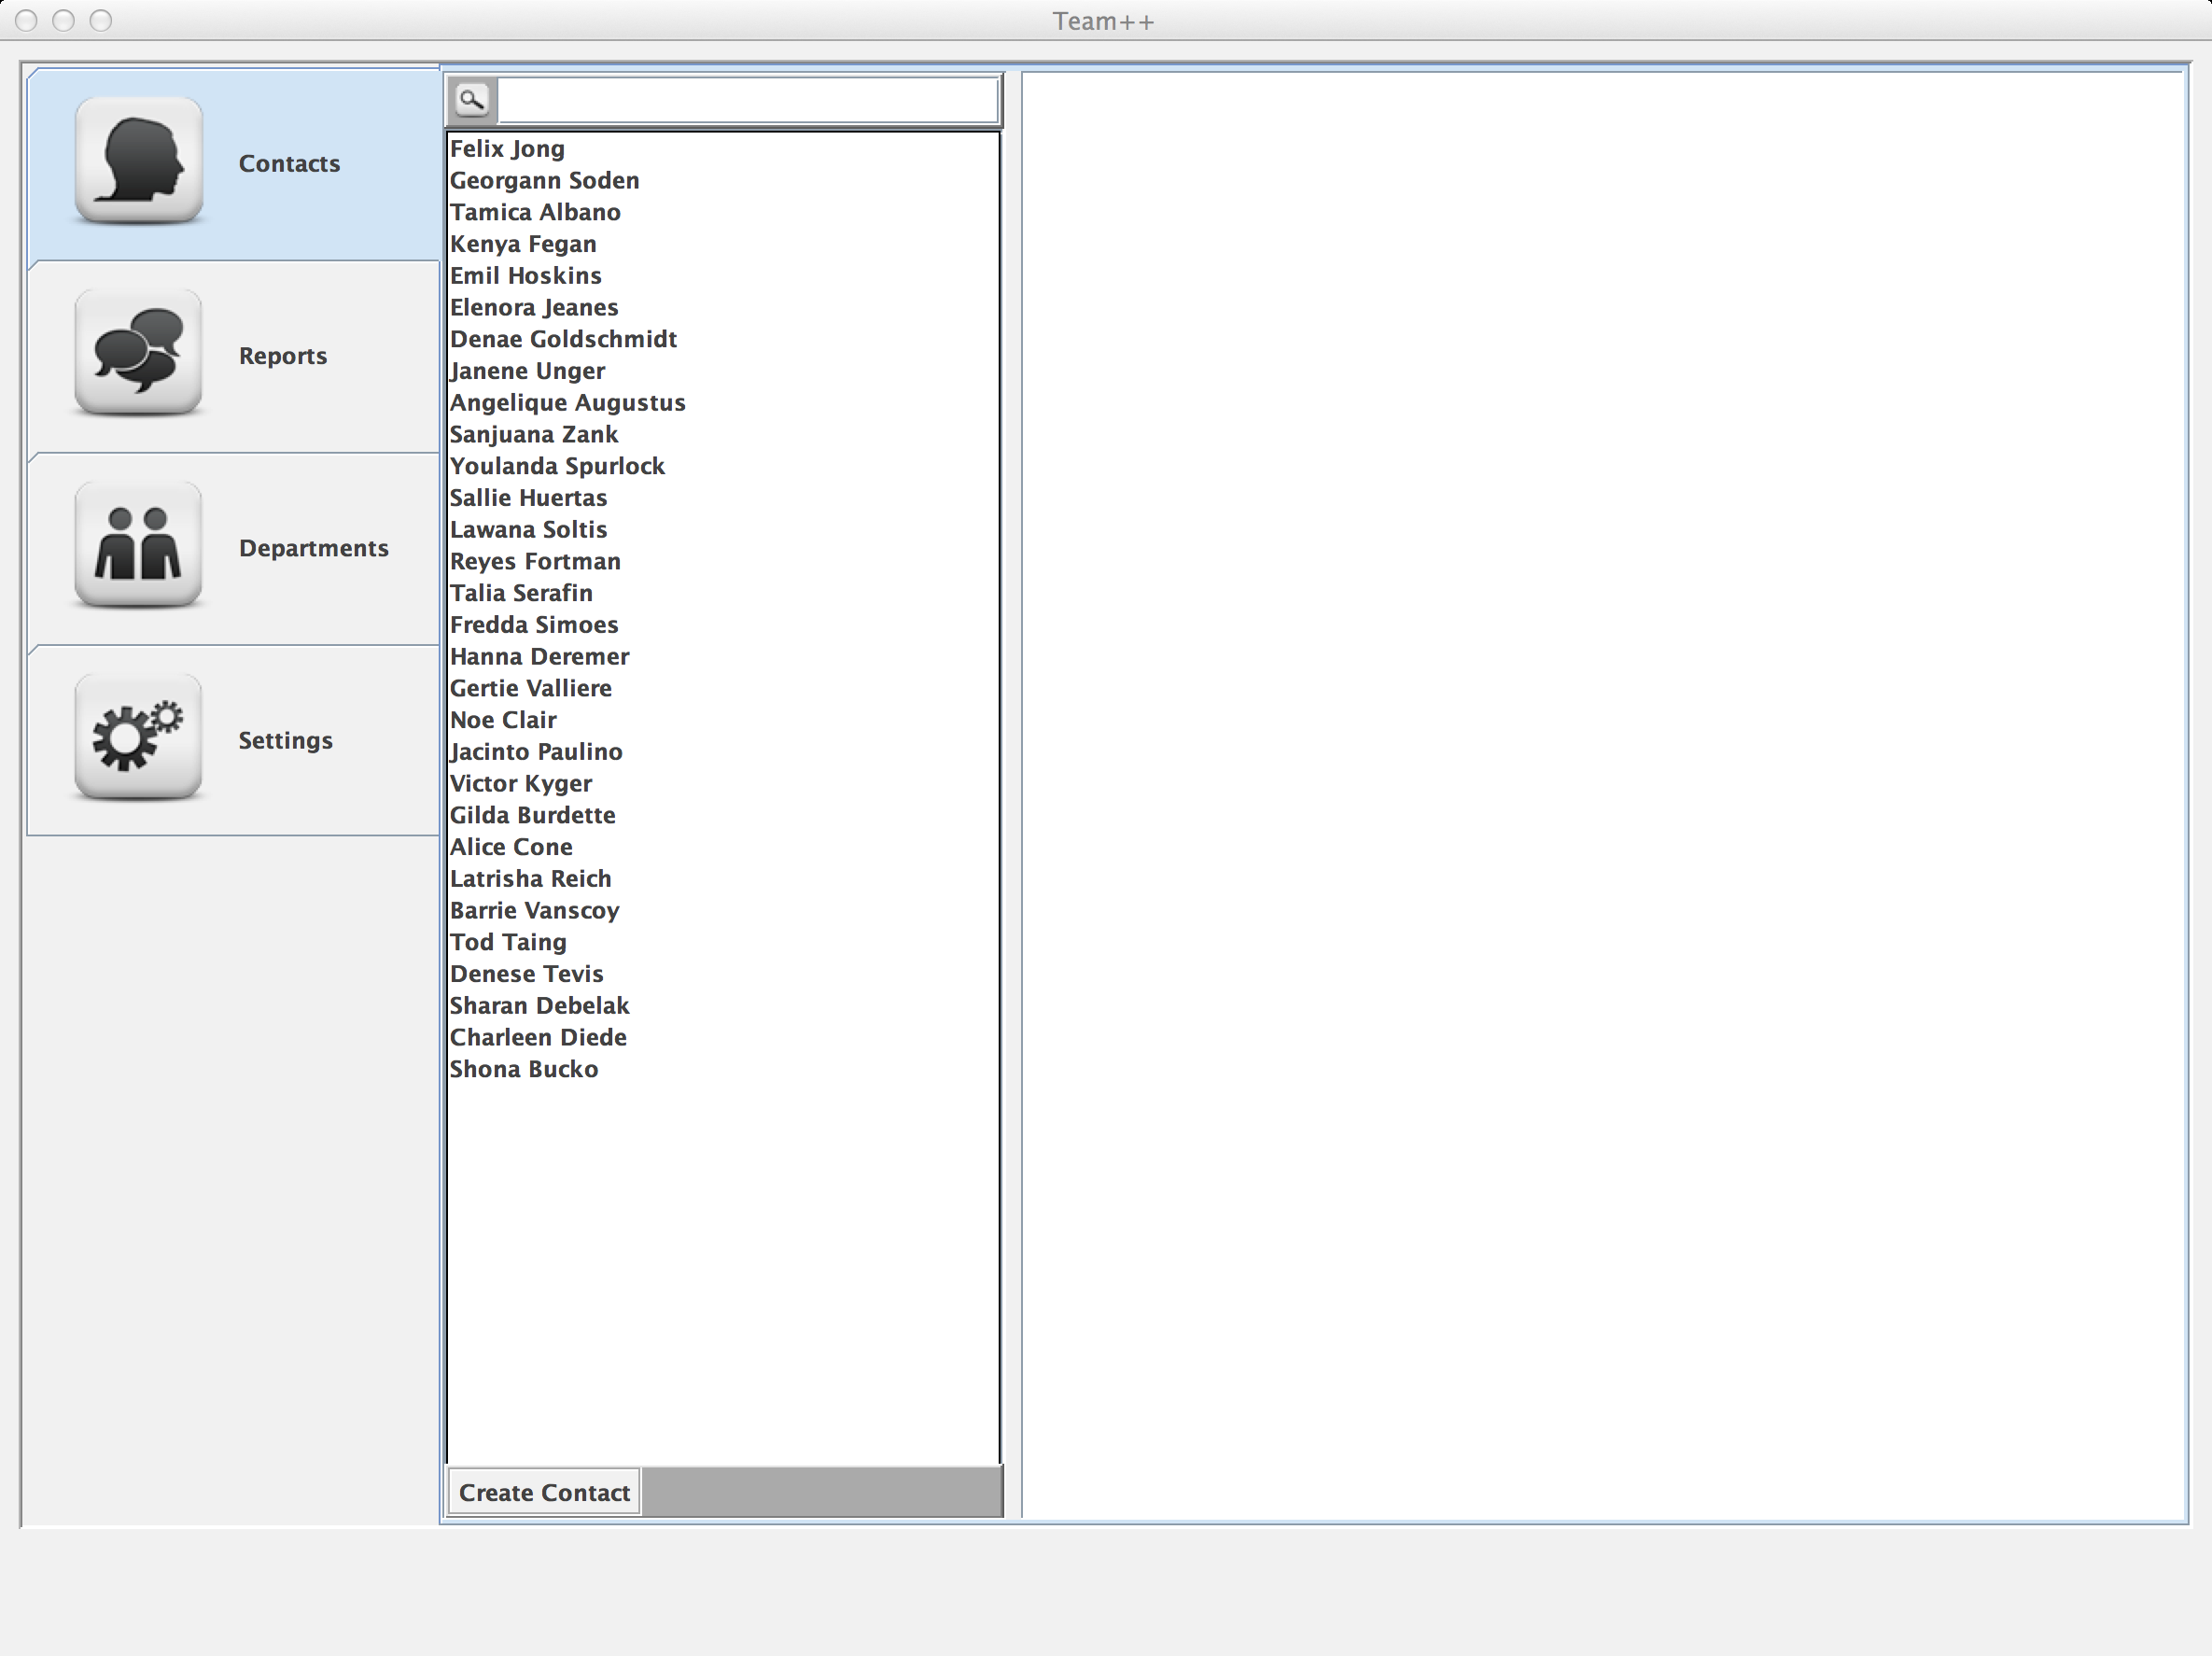 Team++
Contacts
Reports
Departments
Settings
Felix Jong
Georgann Soden
Tamica Albano
Kenya Fegan
Emil Hoskins
Elenora Jeanes
Denae Goldschmidt
Janene Unger
Angelique Augustus
Sanjuana Zank
Youlanda Spurlock
Sallie Huertas
Lawana Soltis
Reyes Fortman
Talia Serafin
Fredda Simoes
Hanna Deremer
Gertie Valliere
Noe Clair
Jacinto Paulino
Victor Kyger
Gilda Burdette
Alice Cone
Latrisha Reich
Barrie Vanscoy
Tod Taing
Denese Tevis
Sharan Debelak
Charleen Diede
Shona Bucko
Create Contact